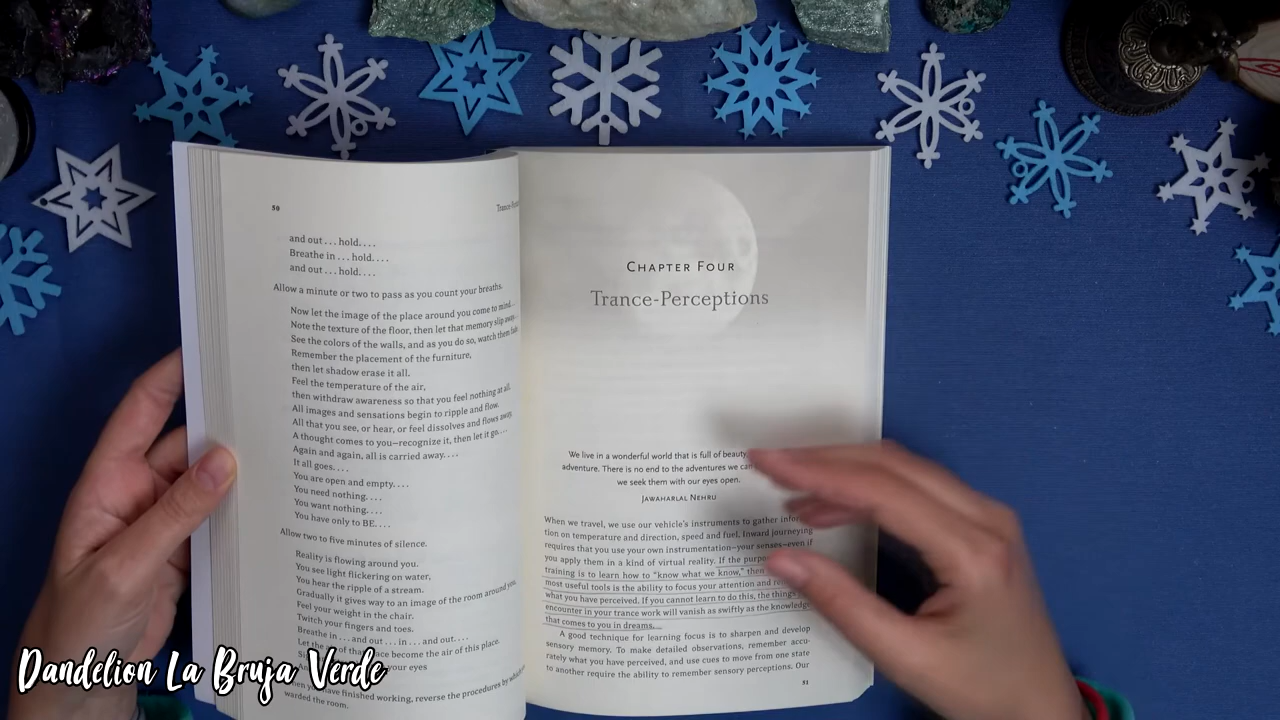 50
and out . . . hold. . . .
Breathe in . . . hold. . . .
and out . . . hold. . . .
Allow a minute or two to pass as you count your breaths.
Now let the image of the place around you come to mind. . .
Note the texture of the floor, then let that memory slip away. . .
See the colors of the walls, and as you do so, watch them fade
Remember the placement of the furniture,
then let shadow erase it all.
Feel the temperature of the air,
then withdraw awareness so that you feel nothing at all.
All images and sensations begin to ripple and flow.
All that you see, or hear, or feel dissolves and flows away.
A thought comes to you—recognize it, then let it go. . . .
Again and again, all is carried away. . . .
It all goes. . . .
You are open and empty. . . .
You need nothing. . . .
You want nothing. . . .
You have only to BE. . . .
Allow two to five minutes of silence.
Reality is flowing around you.
You see light flickering on water,
You hear the ripple of a stream.
Gradually it gives way to an image of the room around you.
Feel your weight in the chair.
Twitch your fingers and toes.
Breathe in . . . and out . . . in . . . and out. . . .
Let the of that place become the air of this place.
your eyes
you have finished working, reverse the procedures by which
warded the room.
Chapter Four
Trance-Perceptions
We live in a wonderful world that is full of beauty,
adventure. There is no end to the adventures we can
we seek them with our eyes open.
Jawaharlal Nehru
When we travel, we use our vehicle's instruments to gather
tion on temperature and direction, speed and fuel. Inward journeying
requires that you use your own instrumentation—your senses—even if
you apply them in a kind of virtual reality. If the
training is to learn how to "know what we know," then
most useful tools is the ability to focus your attention and
what you have perceived. If you cannot learn to do this, the things
encounter in your trance work will vanish as swiftly as the knowledge
that comes to you in dreams.
A good technique for learning focus is to sharpen and develop
sensory memory. To make detailed observations, remember accu-
rately what you have perceived, and use cues to move from one state
to another require the ability to remember sensory perceptions. Our
51
Dandelion La Bruja Verde